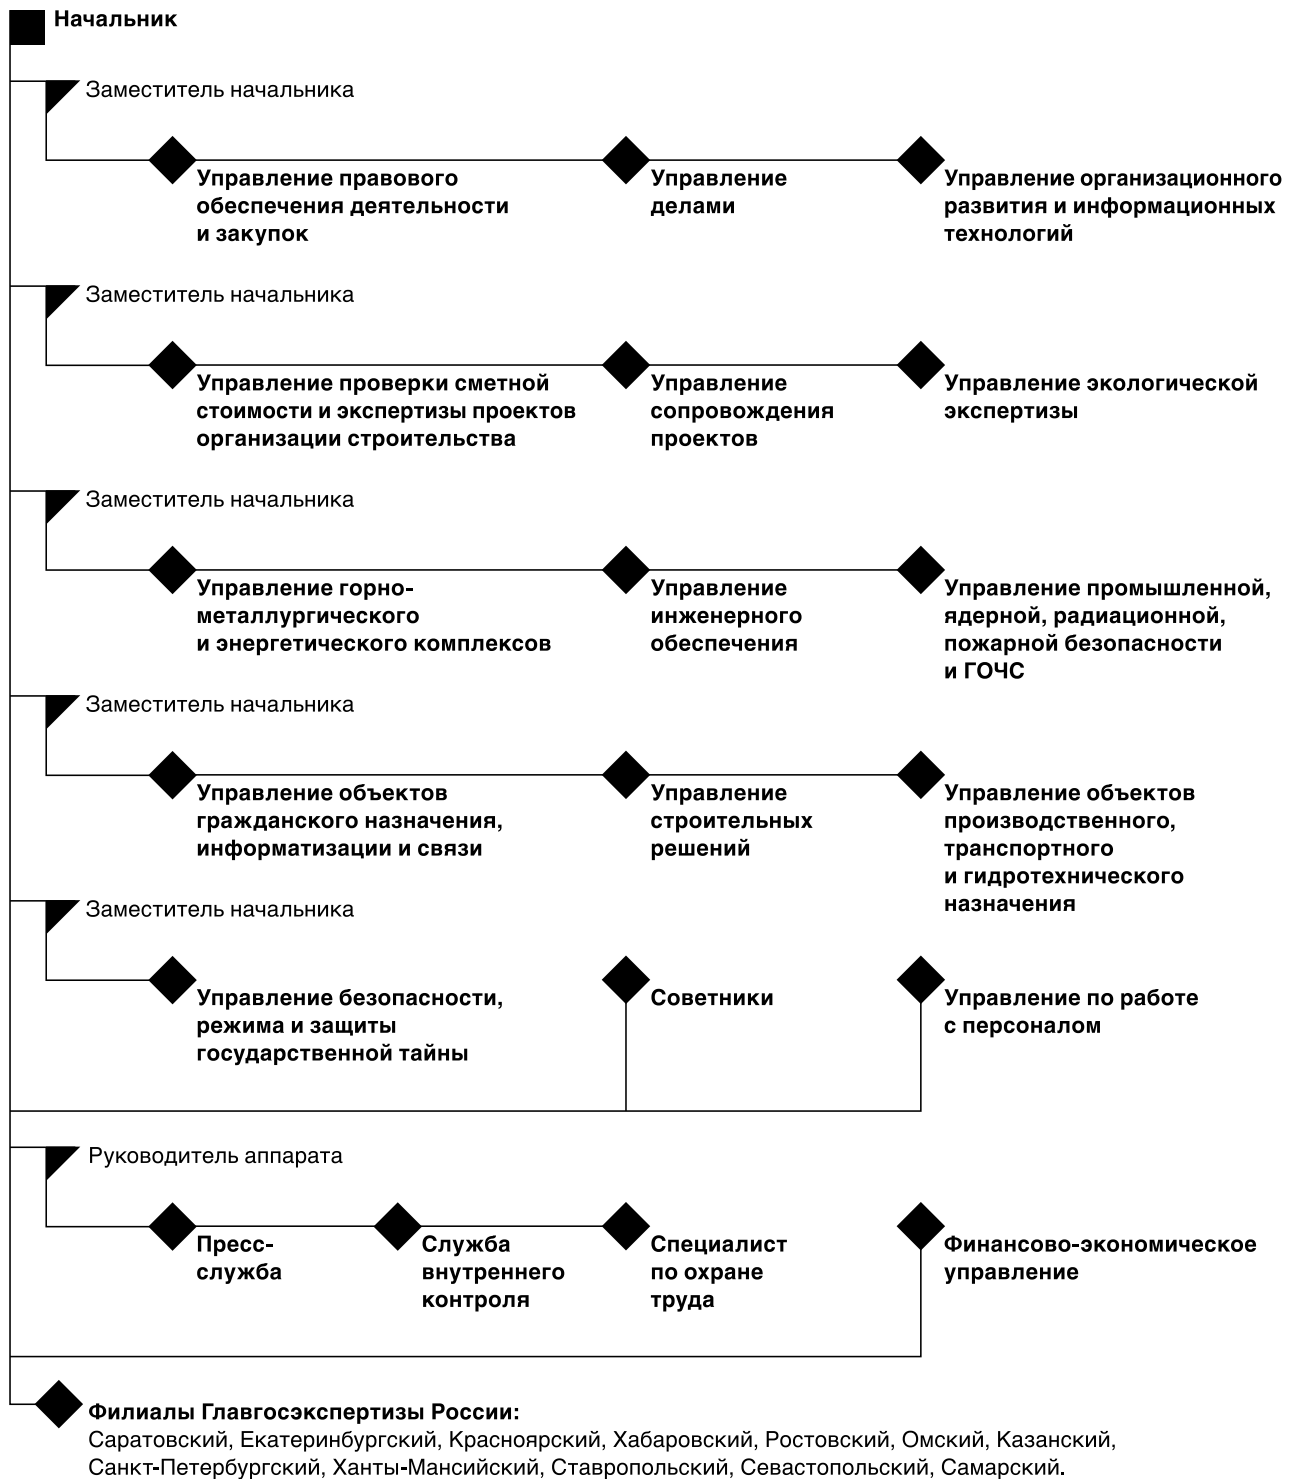 Начальник
Заместитель начальника
Управление правового
обеспечения деятельности
и закупок
Управление
делами
Управление организационного
развития и информационных
технологий
Заместитель начальника
Управление проверки сметной
стоимости и экспертизы проектов
организации строительства
Управление
сопровождения
проектов
Управление экологической
экспертизы
Заместитель начальника
Управление горно-
металлургического
и энергетического комплексов
Управление
инженерного
обеспечения
Управление промышленной,
ядерной, радиационной,
пожарной безопасности
и ГОЧС
Заместитель начальника
Управление объектов
гражданского назначения,
информатизации и связи
Управление
строительных
решений
Управление объектов
производственного,
транспортного
и гидротехнического
назначения
Заместитель начальника
Управление безопасности,
режима и защиты
государственной тайны
Советники
Управление по работе
с персоналом
Руководитель аппарата
Пресс-
служба
Служба
внутреннего
контроля
Специалист
по охране
труда
Финансово-экономическое
управление
Филиалы Главгосэкспертизы России:
Саратовский, Екатеринбургский, Красноярский, Хабаровский, Ростовский, Омский, Казанский,
Санкт-Петербургский, Ханты-Мансийский, Ставропольский, Севастопольский, Самарский.